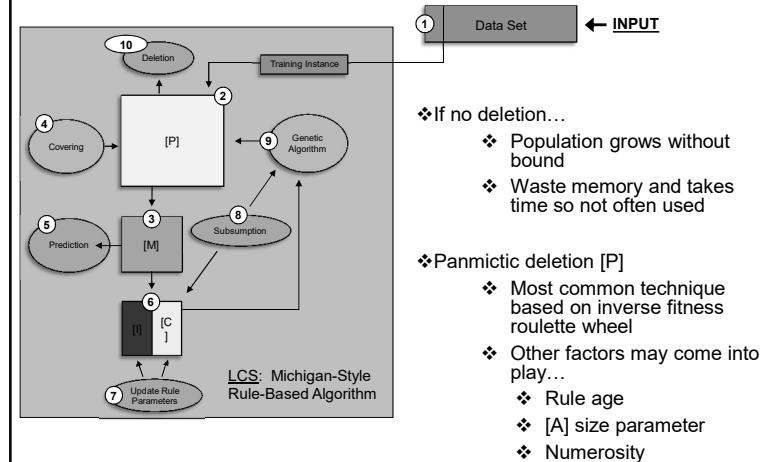 1
Data Set
INPUT
10
Deletion
Training Instance
2
4
Covering
[P]
9
Genetic
Algorithm
3
8
5
Prediction
[M]
Subsumption
6
[I]
[C
]
7
Update Rule
Parameters
LCS: Michigan-Style
Rule-Based Algorithm
❖If no deletion…
❖ Population grows without
bound
❖ Waste memory and takes
time so not often used
❖Panmictic deletion [P]
❖ Most common technique
based on inverse fitness
roulette wheel
❖ Other factors may come into
play…
❖ Rule age
❖ [A] size parameter
❖ Numerosity